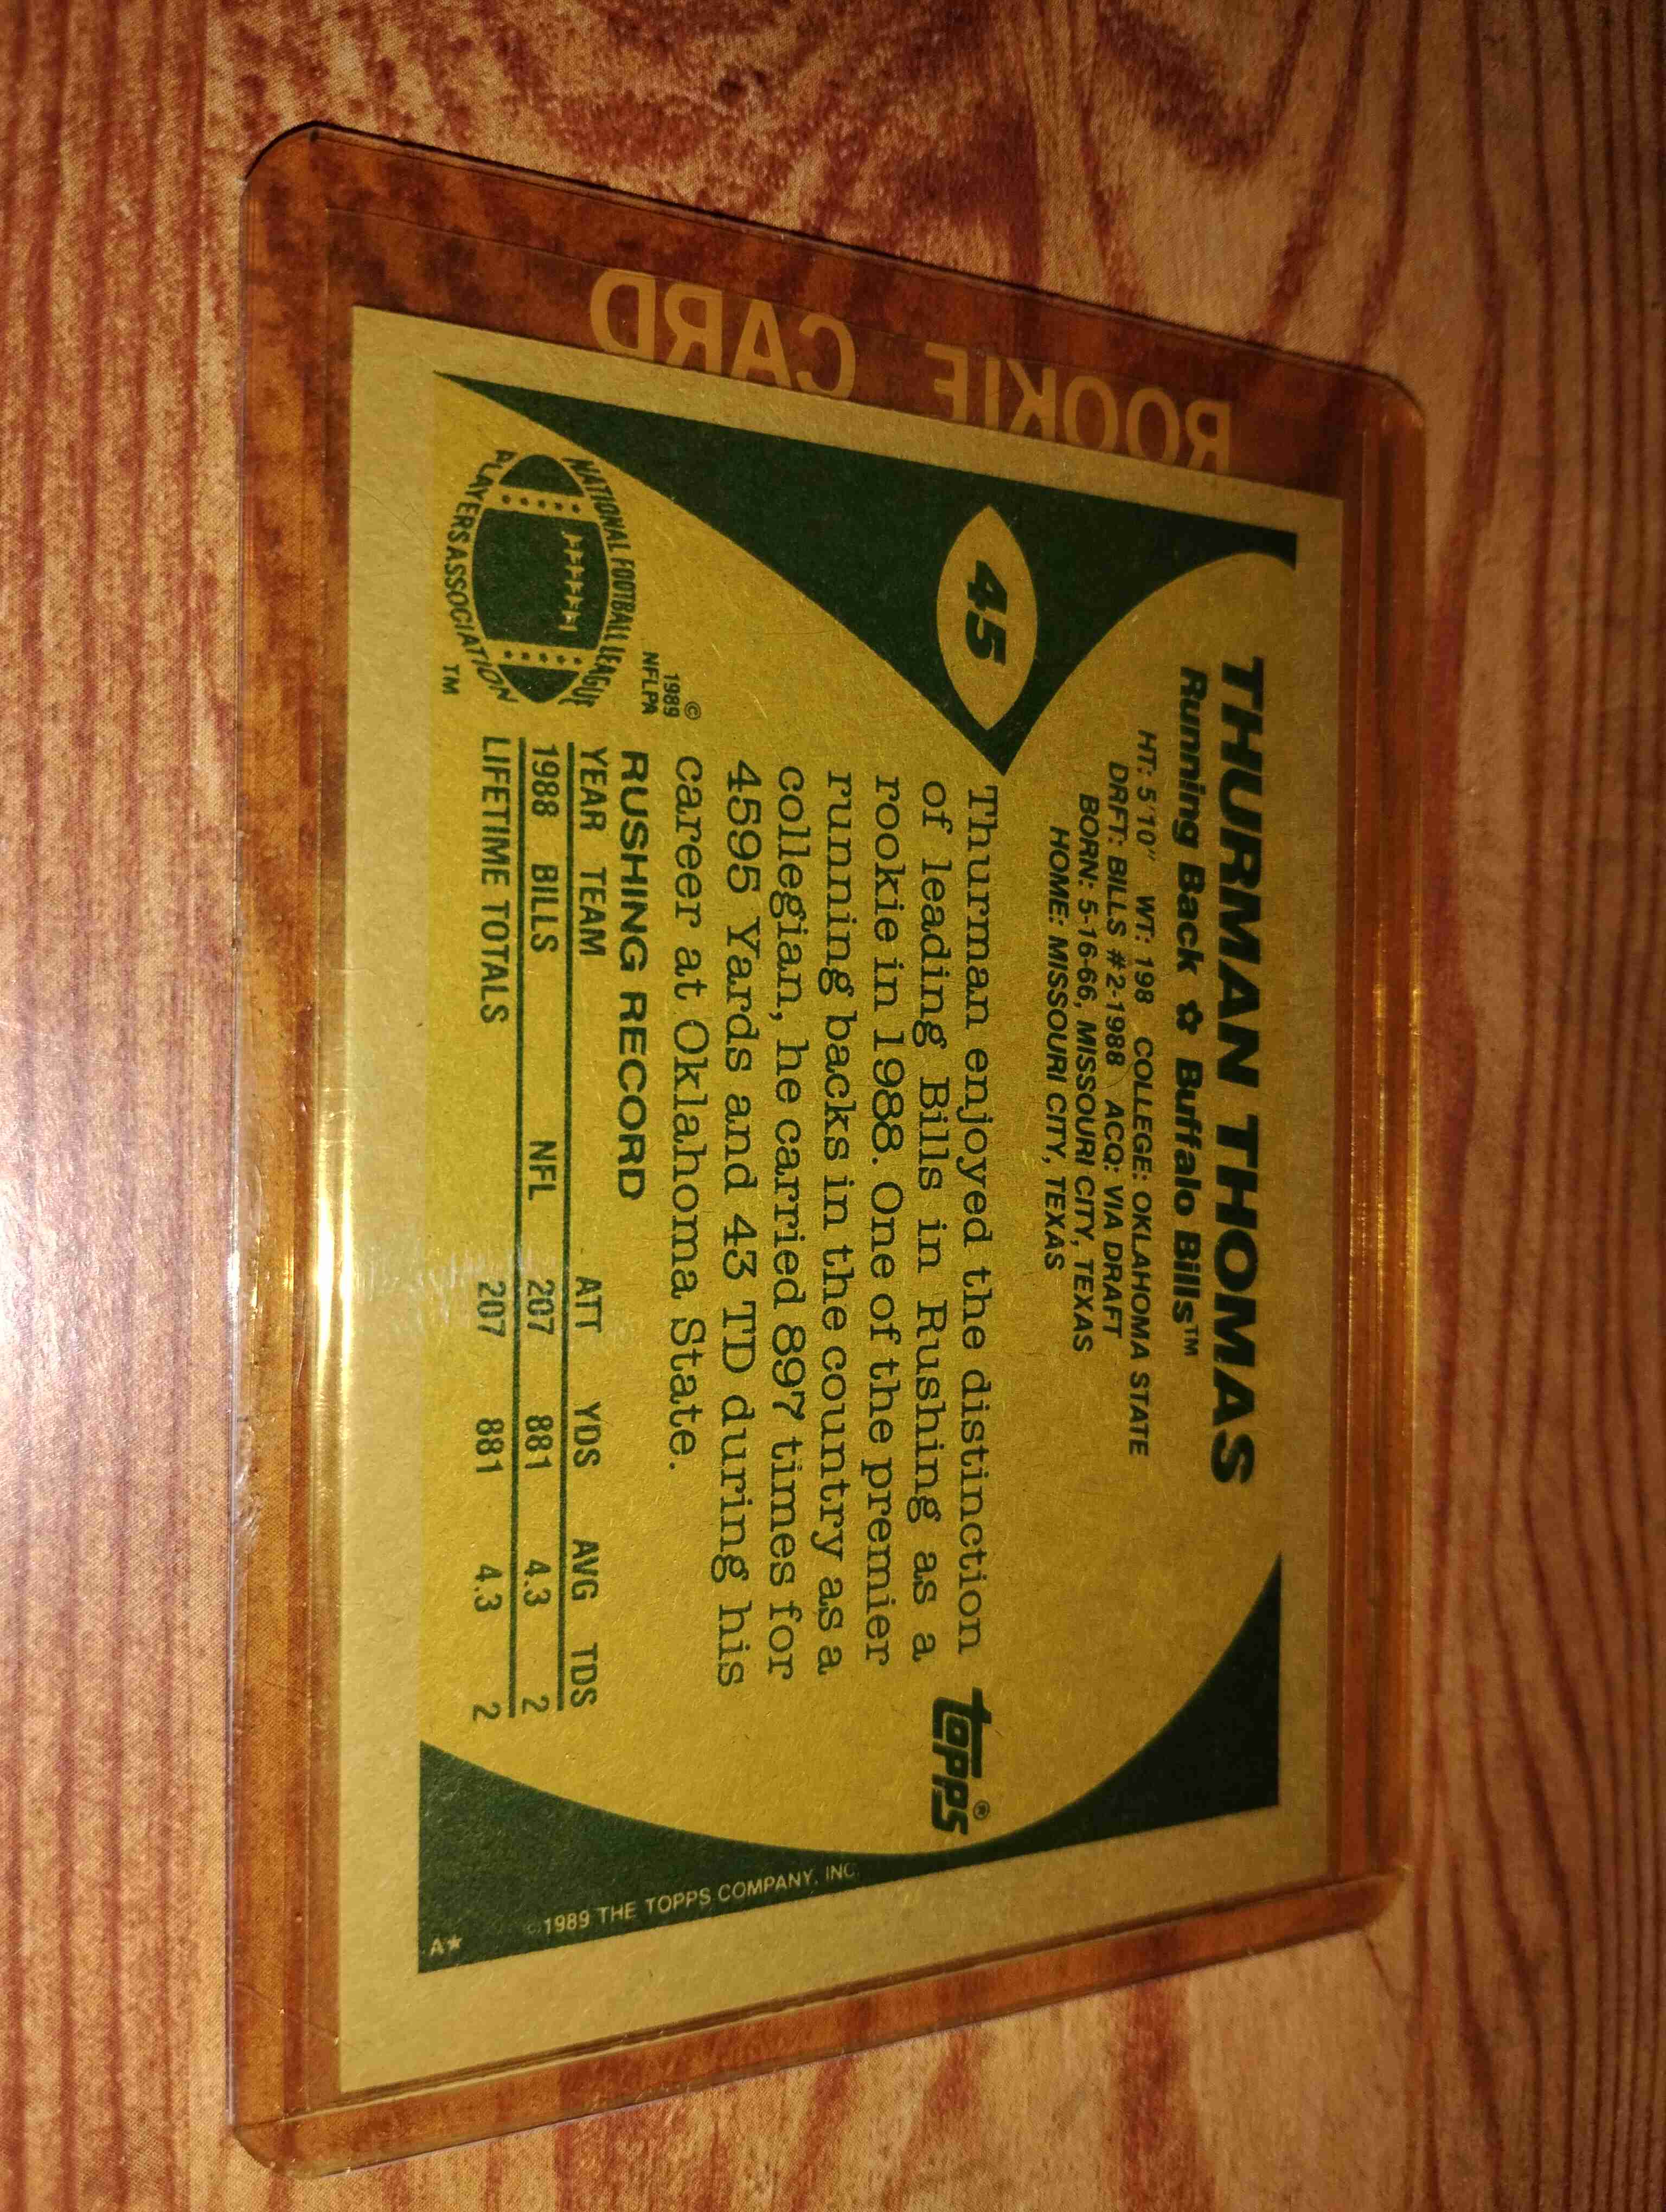 ROOKIE CARD
45
THURMAN THOMAS
Running Back ✿ Buffalo Bills™
HT: 5'10" WT: 198 COLLEGE: OKLAHOMA STATE
DRFT: BILLS #2-1988 ACQ: VIA DRAFT
BORN: 5-16-66, MISSOURI CITY, TEXAS
HOME: MISSOURI CITY, TEXAS
Thurman enjoyed the distinction
of leading Bills in Rushing as a
rookie in 1988. One of the premier
running backs in the country as a
collegian, he carried 897 times for
4595 Yards and 43 TD during his
career at Oklahoma State.
topps®
NATIONAL FOOTBALL LEAGUE
PLAYERS ASSOCIATION
™
©
1989
NFLPA
RUSHING RECORD
YEAR TEAM ATT YDS AVG TDS
1988 BILLS NFL 207 881 4.3 2
LIFETIME TOTALS 207 881 4.3 2
©1989 THE TOPPS COMPANY, INC.
A★